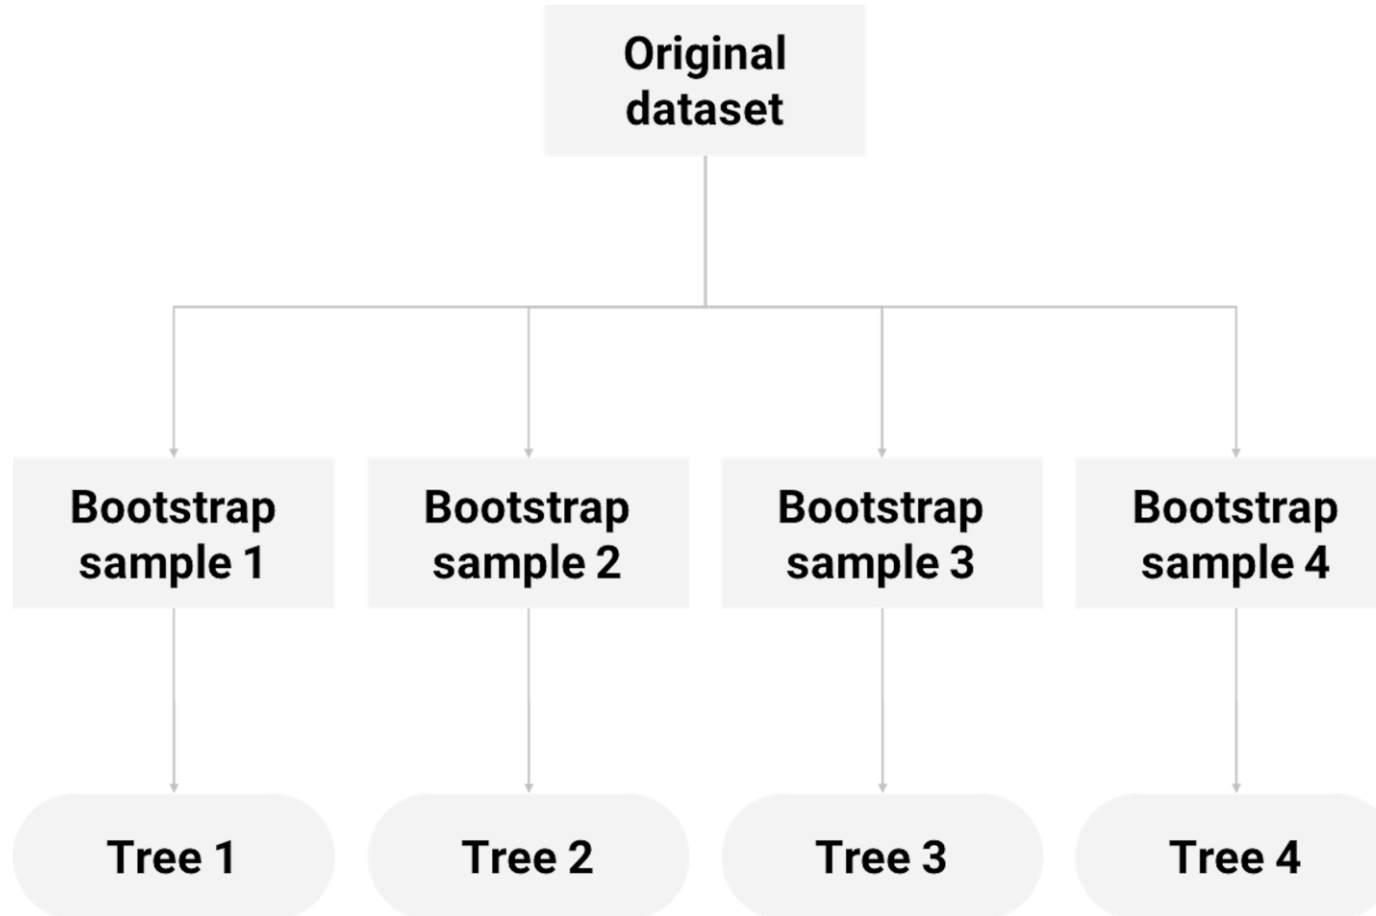 Original
dataset
Bootstrap
sample 1
Bootstrap
sample 2
Bootstrap
sample 3
Bootstrap
sample 4
Tree 1
Tree 2
Tree 3
Tree 4